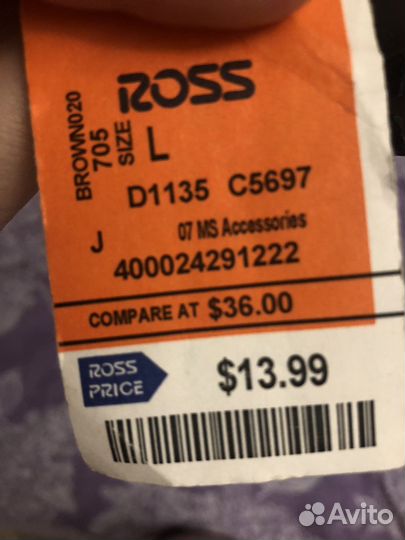 ROSS
BROWN020
705
SIZE
L
D1135 C5697
07 MS Accessories
J
400024291222
COMPARE AT $36.00
ROSS
PRICE
$13.99
Avito